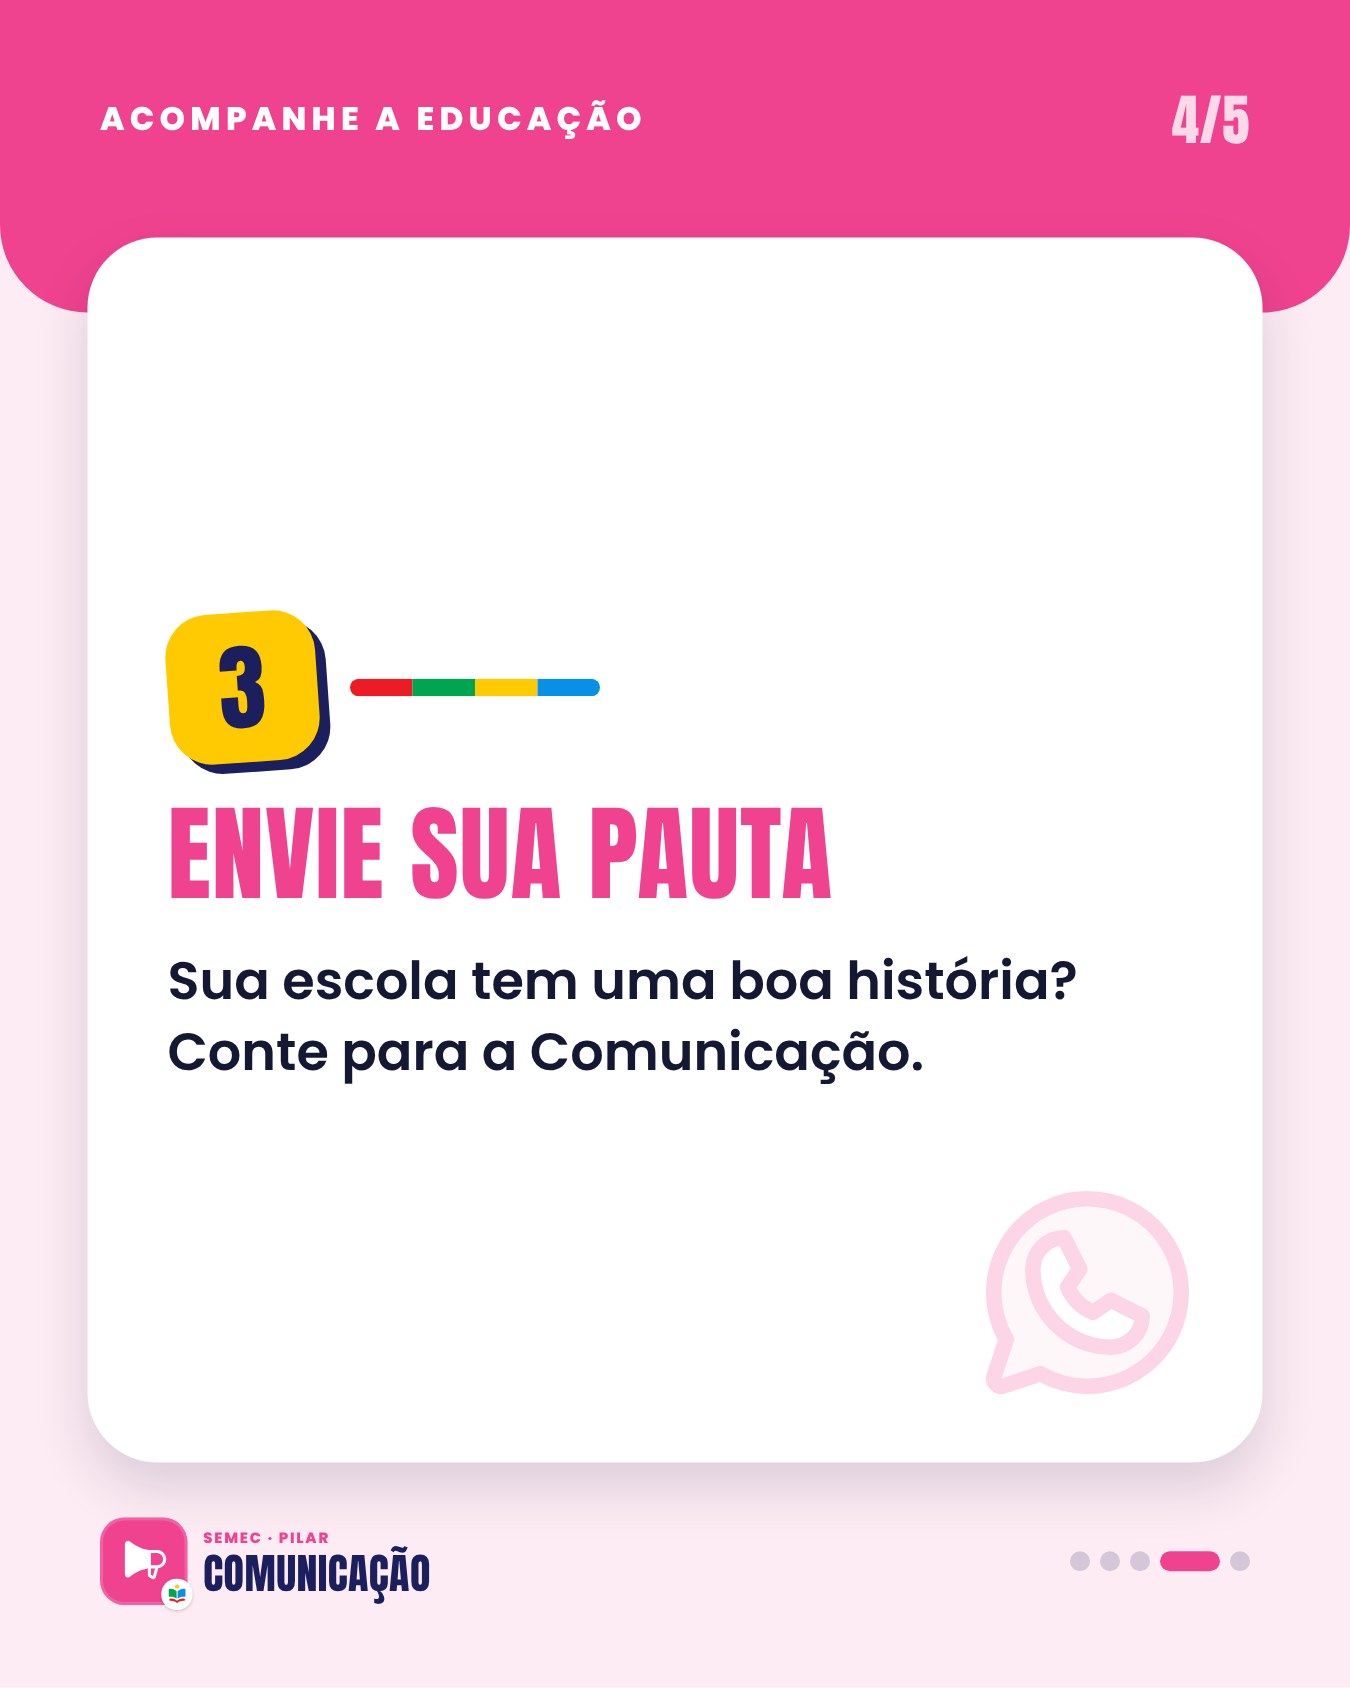 ACOMPANHE A EDUCAÇÃO
4/5
3
ENVIE SUA PAUTA
Sua escola tem uma boa história?
Conte para a Comunicação.
SEMEC · PILAR
COMUNICAÇÃO